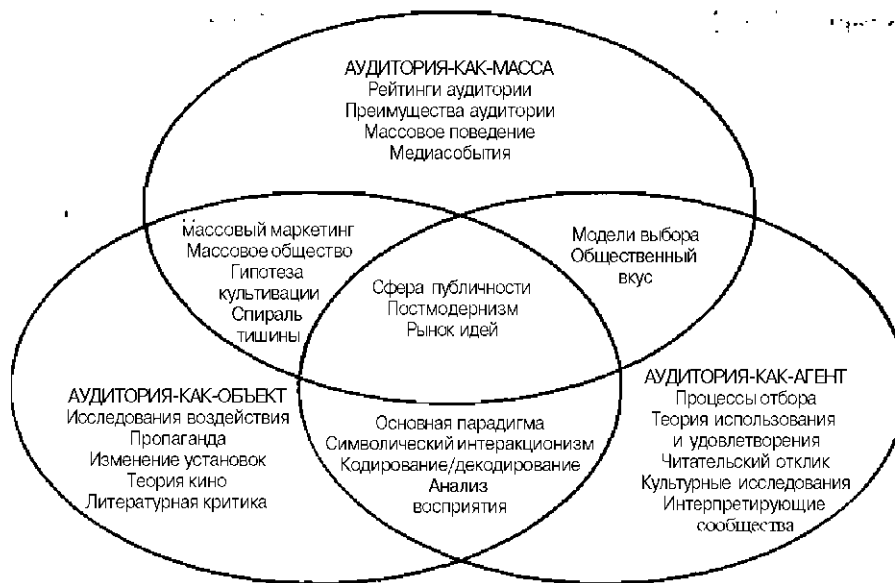 АУДИТОРИЯ-КАК-МАССА
Рейтинги аудитории
Преимущества аудитории
Массовое поведение
Медиасобытия
Массовый маркетинг
Массовое общество
Гипотеза
культивации
Спираль
тишины
Сфера публичности
Постмодернизм
Рынок идей
Модели выбора
Общественный
вкус
АУДИТОРИЯ-КАК-ОБЪЕКТ
Исследования воздействия
Пропаганда
Изменение установок
Теория кино
Литературная критика
Основная парадигма
Символический интеракционизм
Кодирование/декодирование
Анализ
восприятия
АУДИТОРИЯ-КАК-АГЕНТ
Процессы отбора
Теория использования
и удовлетворения
Читательский отклик
Культурные исследования
Интерпретирующие
сообщества